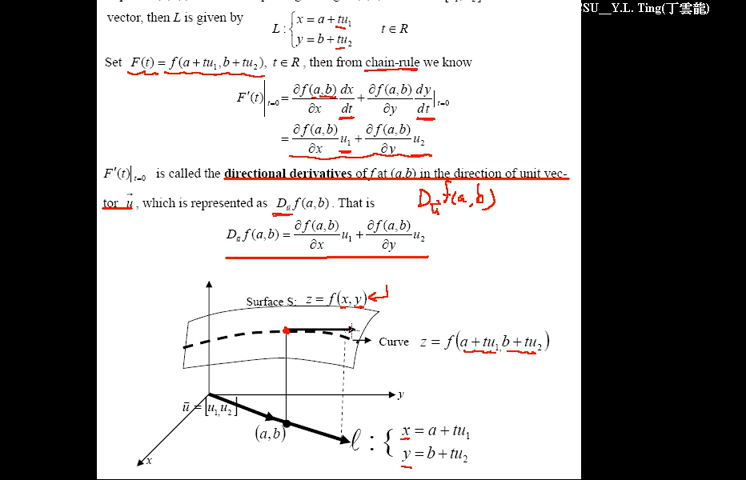 SU__Y.L. Ting(丁雲龍)
vector, then L is given by
L : { x = a + tu₁
y = b + tu₂ t ∈ R
Set F(t) = f(a + tu₁, b + tu₂), t ∈ R , then from chain-rule we know
F'(t)|ₜ₌₀ = ∂f(a,b)/∂x dx/dt + ∂f(a,b)/∂y dy/dt|ₜ₌₀
= ∂f(a,b)/∂x u₁ + ∂f(a,b)/∂y u₂
F'(t)|ₜ₌₀ is called the directional derivatives of f at (a,b) in the direction of unit vec-
tor u⃗ , which is represented as Dᵤf(a,b) . That is D_u⃗ f(a,b)
Dᵤf(a,b) = ∂f(a,b)/∂x u₁ + ∂f(a,b)/∂y u₂
Surface S: z = f(x, y)
Curve z = f(a + tu₁, b + tu₂)
y
u⃗ = [u₁, u₂]
(a,b)
ℓ : { x = a + tu₁
y = b + tu₂
x